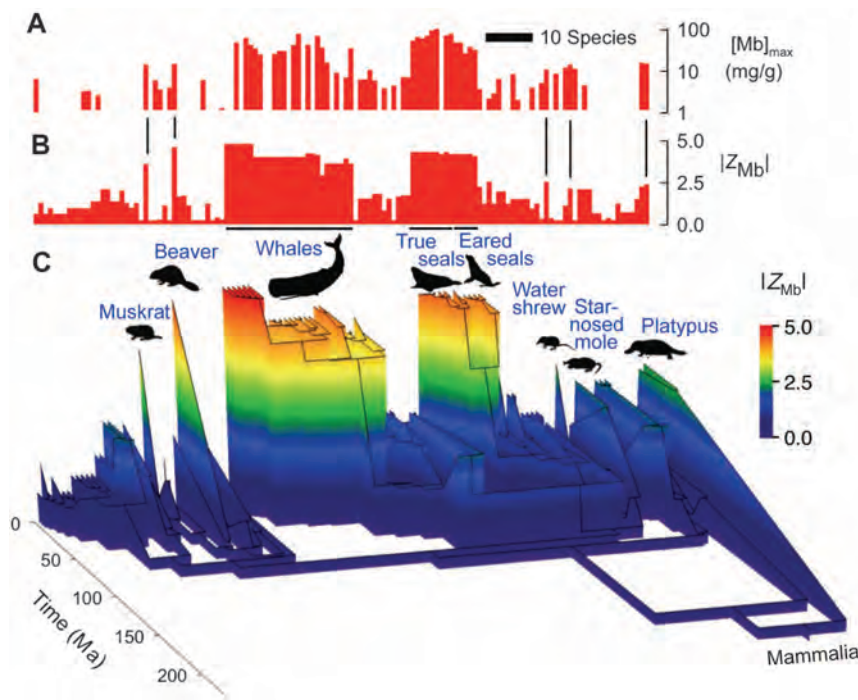 A
10 Species
100
[Mb]max
10
(mg/g)
1
B
5.0
|ZMb|
2.5
0.0
C
Beaver
Whales
True
seals
Eared
seals
Muskrat
Water
shrew
Star-
nosed
mole
Platypus
|ZMb|
5.0
2.5
0.0
0
50
100
150
200
Time (Ma)
Mammalia